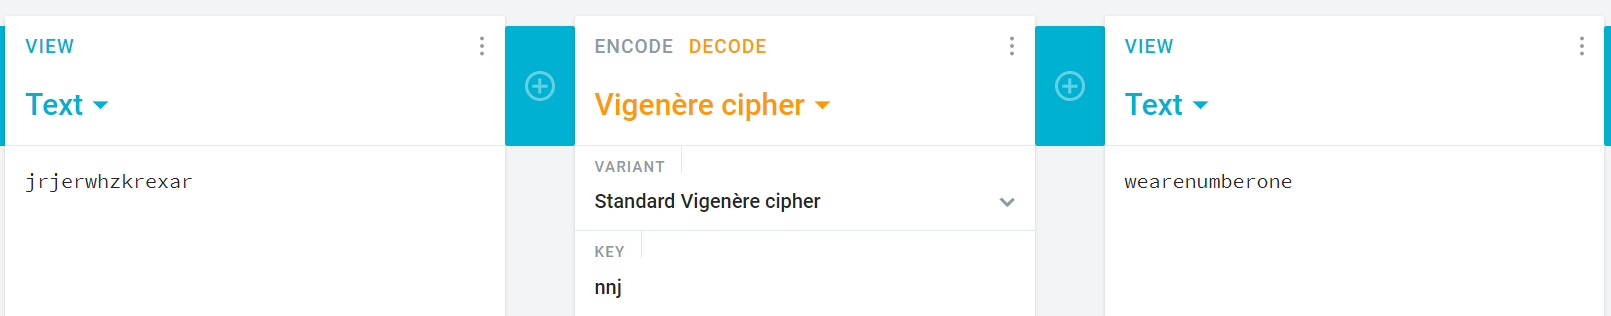 VIEW
Text
jrjerwhzkrexar
ENCODE DECODE
Vigenère cipher
VARIANT
Standard Vigenère cipher
KEY
nnj
VIEW
Text
wearenumberone